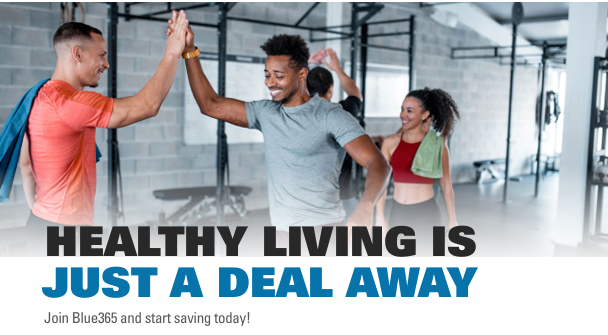 HEALTHY LIVING IS
JUST A DEAL AWAY
Join Blue365 and start saving today!